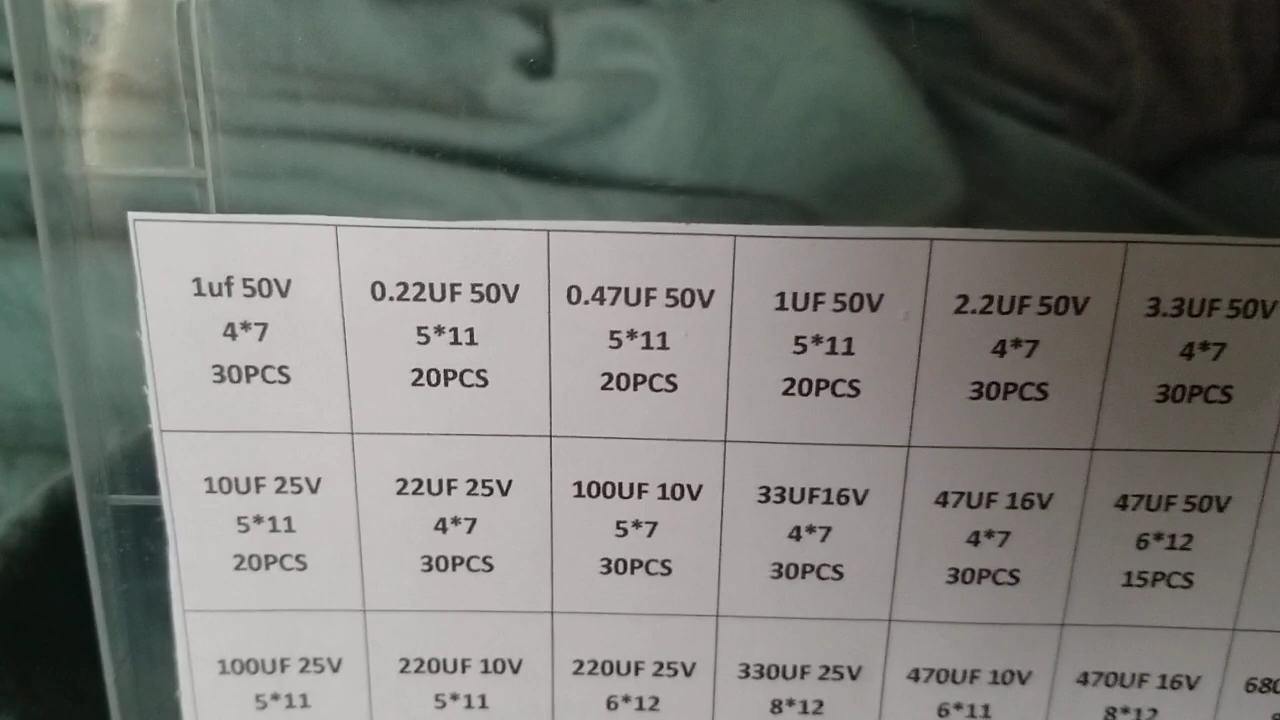 1uf 50V
4*7
30PCS
0.22UF 50V
5*11
20PCS
0.47UF 50V
5*11
20PCS
1UF 50V
5*11
20PCS
2.2UF 50V
4*7
30PCS
3.3UF 50V
4*7
30PCS
10UF 25V
5*11
20PCS
22UF 25V
4*7
30PCS
100UF 10V
5*7
30PCS
33UF16V
4*7
30PCS
47UF 16V
4*7
30PCS
47UF 50V
6*12
15PCS
100UF 25V
5*11
220UF 10V
5*11
220UF 25V
6*12
330UF 25V
8*12
470UF 10V
6*11
470UF 16V
8*12